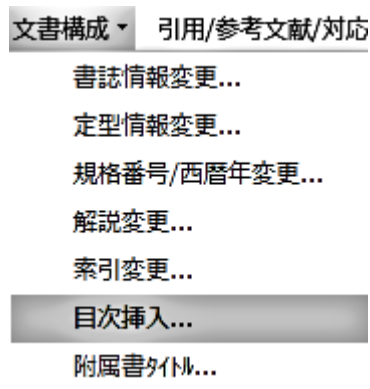 文書構成 引用/参考文献/対応
書誌情報変更...
定型情報変更...
規格番号/西暦年変更...
解説変更...
索引変更...
目次挿入...
附属書ﾀｲﾄﾙ...